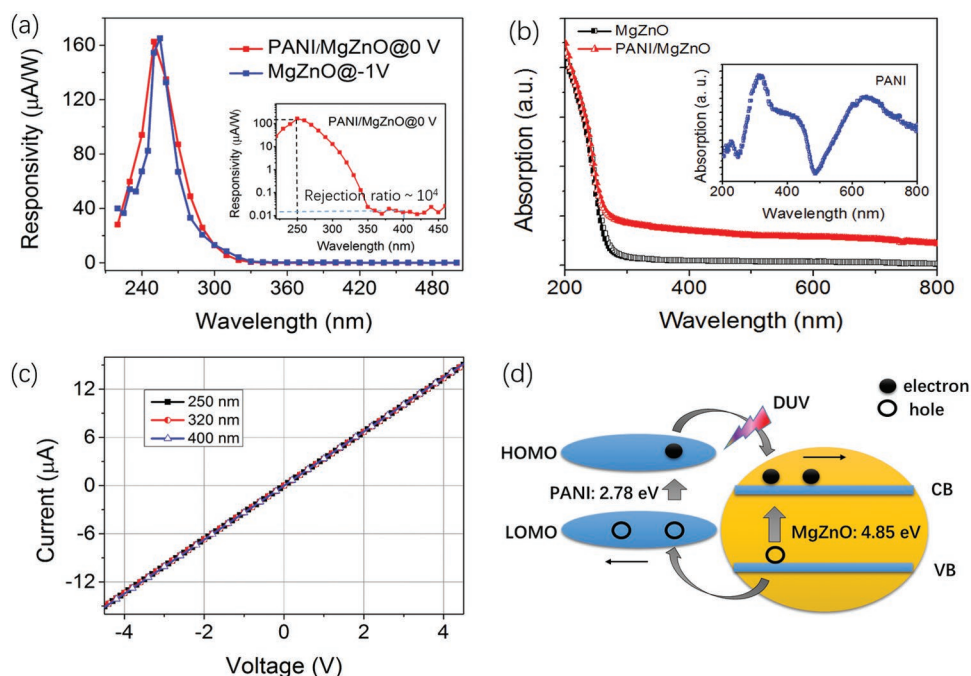 (a)
160
120
80
40
0
240
300
360
420
480
Responsivity (µA/W)
Wavelength (nm)
PANI/MgZnO@0 V
MgZnO@-1V
PANI/MgZnO@0 V
Responsivity (µA/W)
100
10
1
0.1
0.01
Rejection ratio ~ 10⁴
200 250 300 350 400 450
Wavelength (nm)
(b)
MgZnO
PANI/MgZnO
Absorption (a.u.)
200
400
600
800
Wavelength (nm)
PANI
Absorption (a. u.)
200
400
600
800
Wavelength (nm)
(c)
250 nm
320 nm
400 nm
Current (µA)
12
6
0
-6
-12
-4
-2
0
2
4
Voltage (V)
(d)
electron
hole
DUV
HOMO
PANI: 2.78 eV
LOMO
CB
MgZnO: 4.85 eV
VB